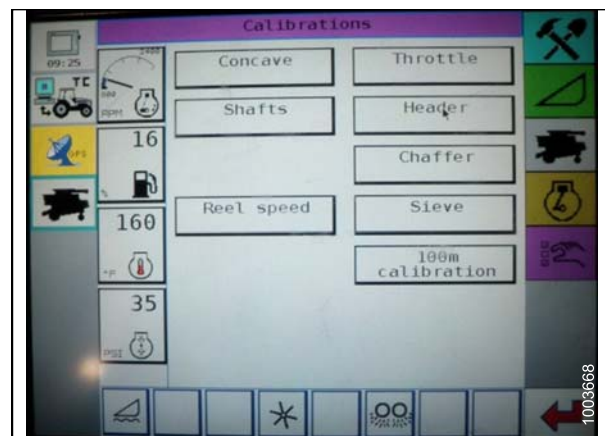 Calibrations
09:25
TC
GPS
1400
16
%
160
35
Concave
Throttle
Shafts
Header
Chaffer
Reel speed
Sieve
100m
calibration
1003668